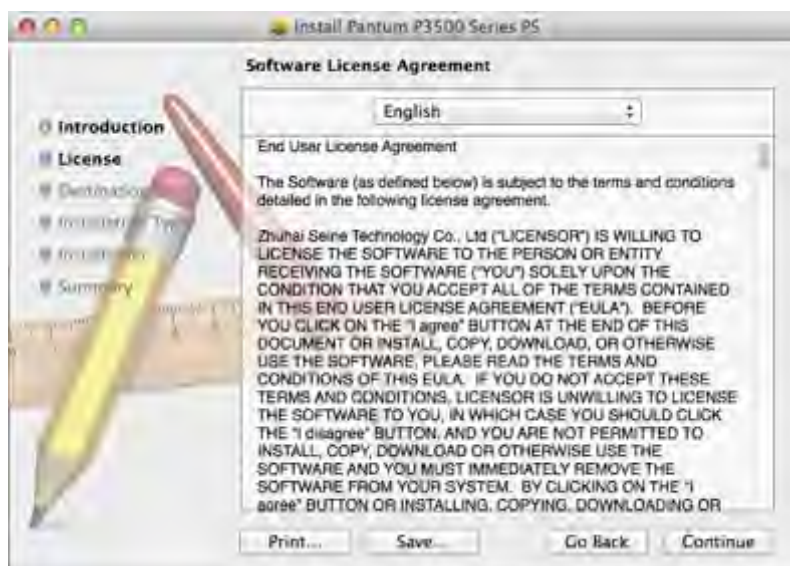 Install Pantum P3500 Series PS
Software License Agreement
English
Introduction
License
Destination
Installation Type
Installation
Summary
End User License Agreement
The Software (as defined below) is subject to the terms and conditions
detailed in the following license agreement.
Zhuhai Seine Technology Co., Ltd ("LICENSOR") IS WILLING TO
LICENSE THE SOFTWARE TO THE PERSON OR ENTITY
RECEIVING THE SOFTWARE ("YOU") SOLELY UPON THE
CONDITION THAT YOU ACCEPT ALL OF THE TERMS CONTAINED
IN THIS END USER LICENSE AGREEMENT ("EULA"). BEFORE
YOU CLICK ON THE "I agree" BUTTON AT THE END OF THIS
DOCUMENT OR INSTALL, COPY, DOWNLOAD, OR OTHERWISE
USE THE SOFTWARE, PLEASE READ THE TERMS AND
CONDITIONS OF THIS EULA. IF YOU DO NOT ACCEPT THESE
TERMS AND CONDITIONS, LICENSOR IS UNWILLING TO LICENSE
THE SOFTWARE TO YOU, IN WHICH CASE YOU SHOULD CLICK
THE "I disagree" BUTTON, AND YOU ARE NOT PERMITTED TO
INSTALL, COPY, DOWNLOAD OR OTHERWISE USE THE
SOFTWARE AND YOU MUST IMMEDIATELY REMOVE THE
SOFTWARE FROM YOUR SYSTEM. BY CLICKING ON THE "I
agree" BUTTON OR INSTALLING, COPYING, DOWNLOADING OR
Print... Save... Go Back Continue